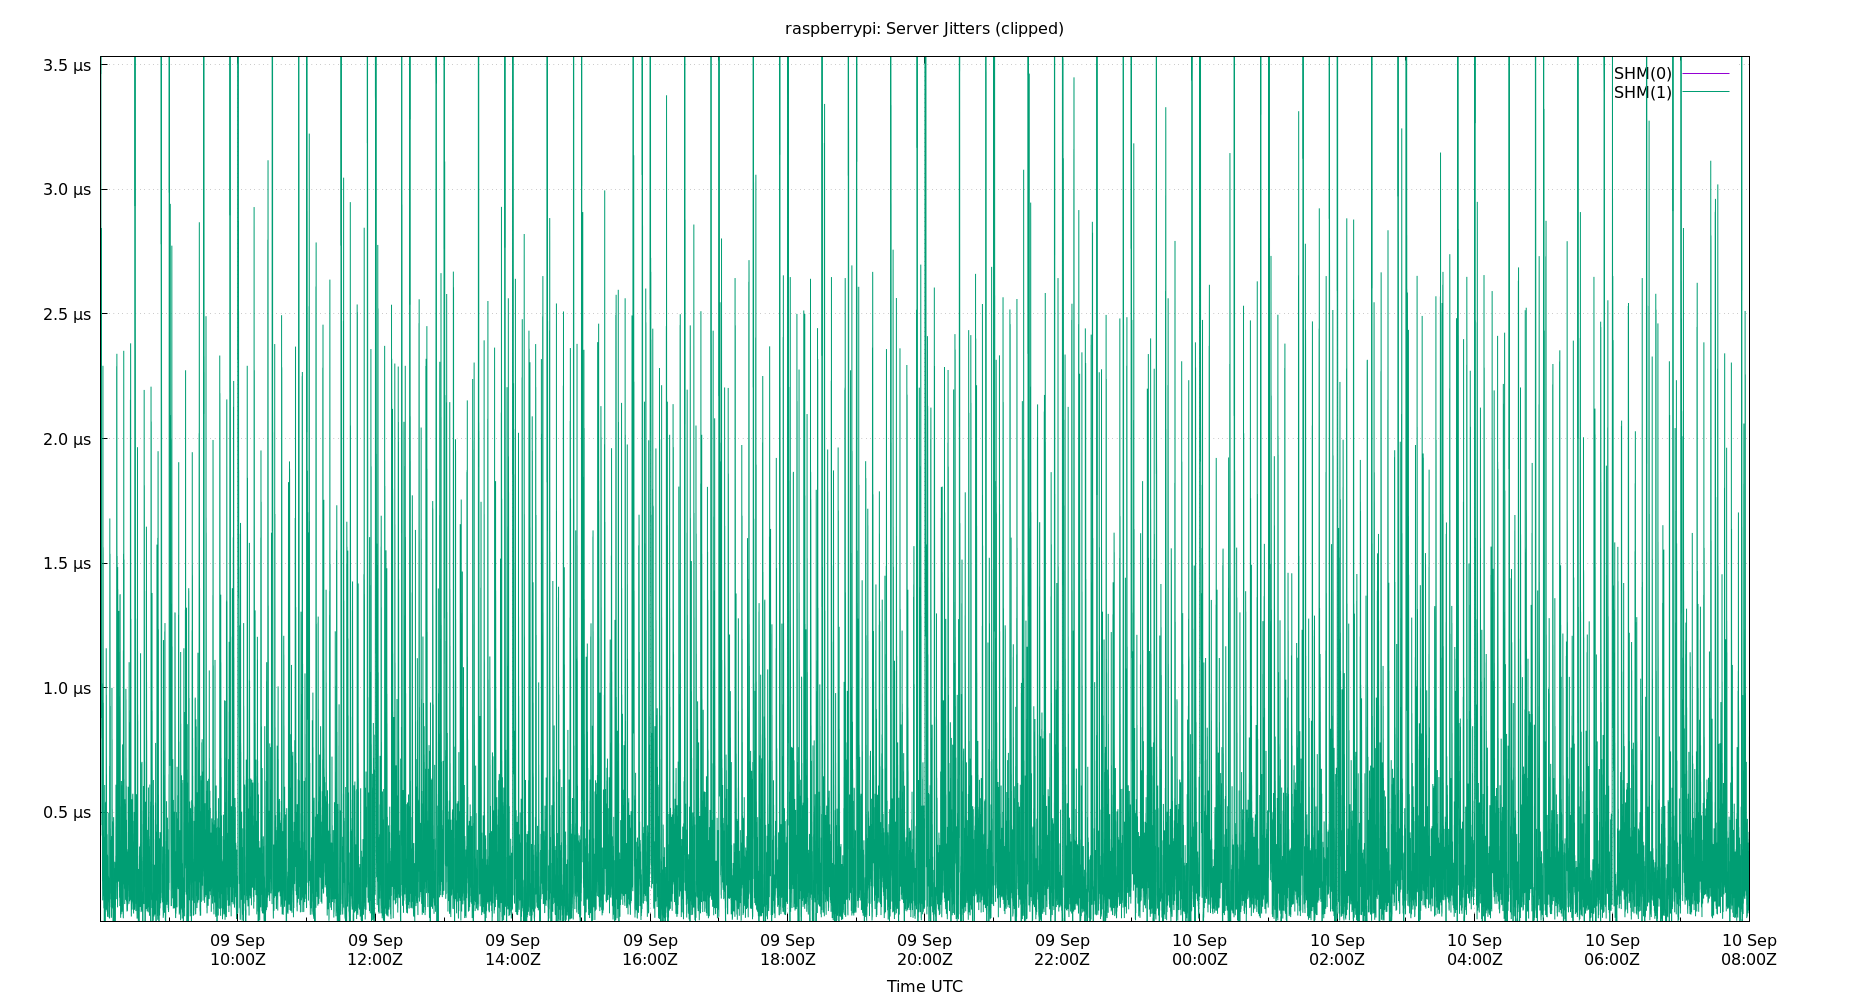 raspberrypi: Server Jitters (clipped)
3.5 µs
3.0 µs
2.5 µs
2.0 µs
1.5 µs
1.0 µs
0.5 µs
SHM(0)
SHM(1)
09 Sep 09 Sep 09 Sep 09 Sep 09 Sep 09 Sep 09 Sep 10 Sep 10 Sep 10 Sep 10 Sep 10 Sep
10:00Z 12:00Z 14:00Z 16:00Z 18:00Z 20:00Z 22:00Z 00:00Z 02:00Z 04:00Z 06:00Z 08:00Z
Time UTC